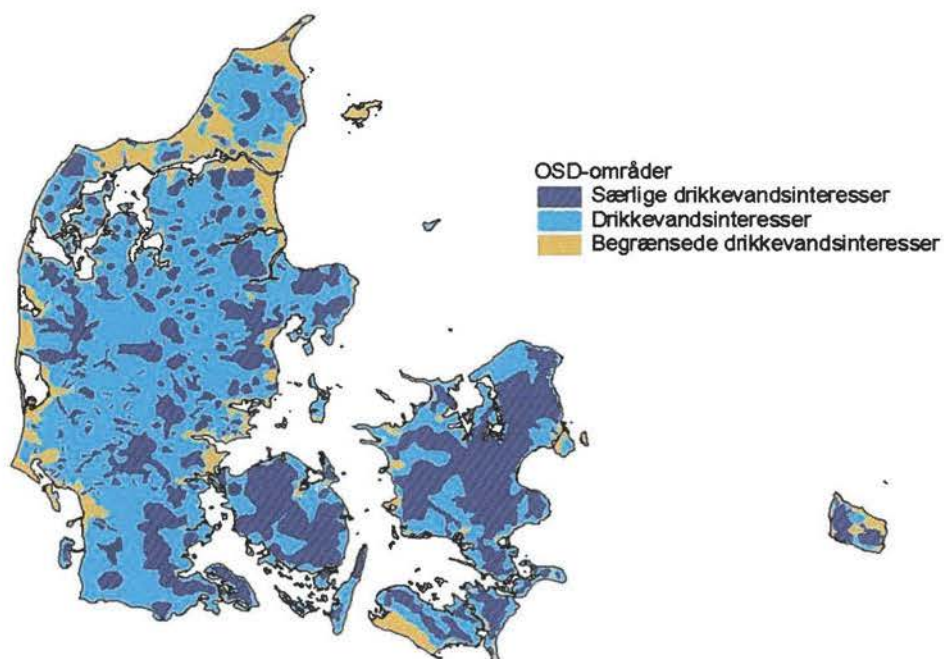 OSD-områder
Særlige drikkevandsinteresser
Drikkevandsinteresser
Begrænsede drikkevandsinteresser